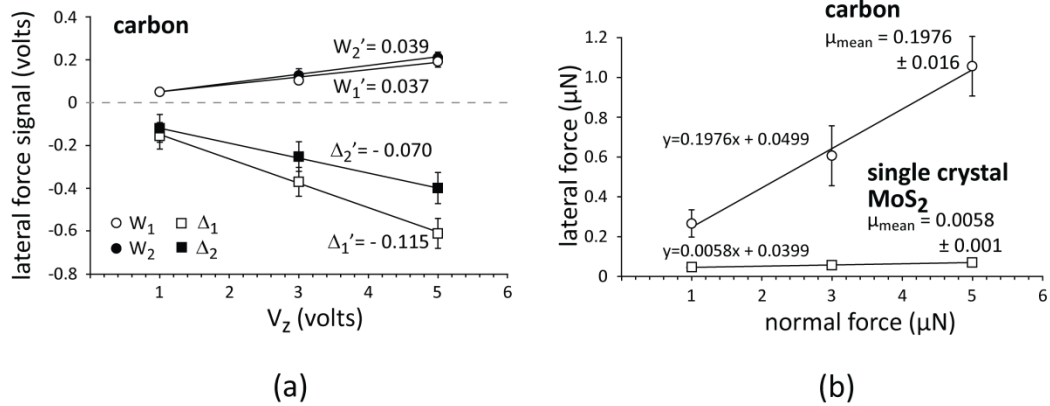 carbon
0.4
0.2
0
-0.2
-0.4
-0.6
-0.8
lateral force signal (volts)
W₂'= 0.039
W₁'= 0.037
Δ₂'= - 0.070
Δ₁'= - 0.115
W₁ Δ₁
W₂ Δ₂
1 2 3 4 5 6
V_z (volts)
(a)
carbon
μmean = 0.1976
± 0.016
1.2
1.0
0.8
0.6
0.4
0.2
0
lateral force (μN)
y=0.1976x + 0.0499
single crystal
MoS₂
μmean = 0.0058
± 0.001
y=0.0058x + 0.0399
1 2 3 4 5 6
normal force (μN)
(b)